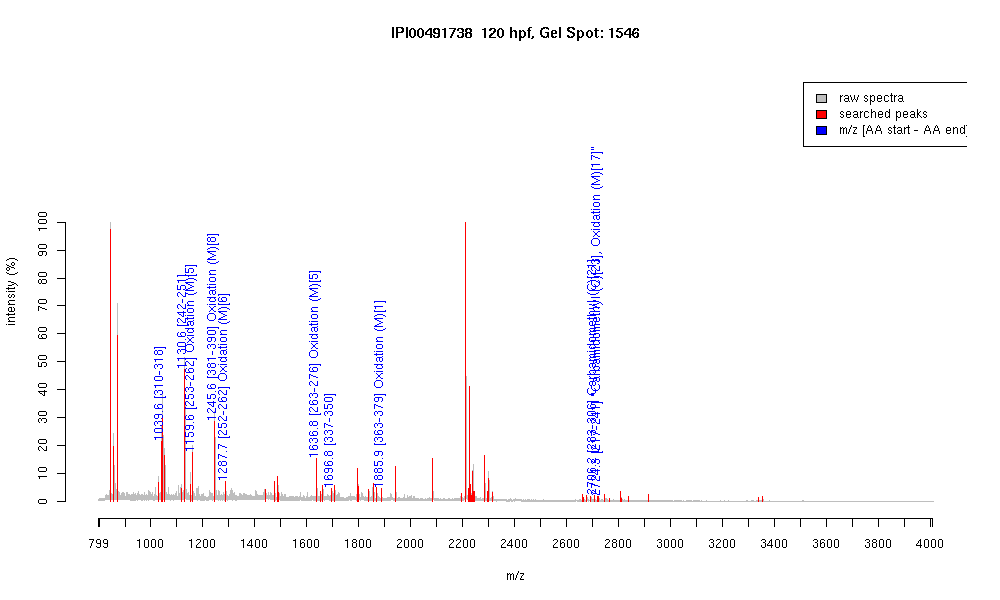 IPI00491738 120 hpf, Gel Spot: 1546
raw spectra
searched peaks
m/z [AA start - AA end]
intensity (%)
100
90
80
70
60
50
40
30
20
10
0
1039.6 [310-318]
1130.6 [242-251]
1159.6 [253-262] Oxidation (M)[5]
1245.6 [381-390] Oxidation (M)[8]
1287.7 [252-262] Oxidation (M)[6]
1636.8 [263-276] Oxidation (M)[5]
1696.8 [337-350]
1885.9 [363-379] Oxidation (M)[1]
Oxidation (M)[17]"
799
1000
1200
1400
1600
1800
2000
2200
2400
2600
2800
3000
3200
3400
3600
3800
4000
m/z